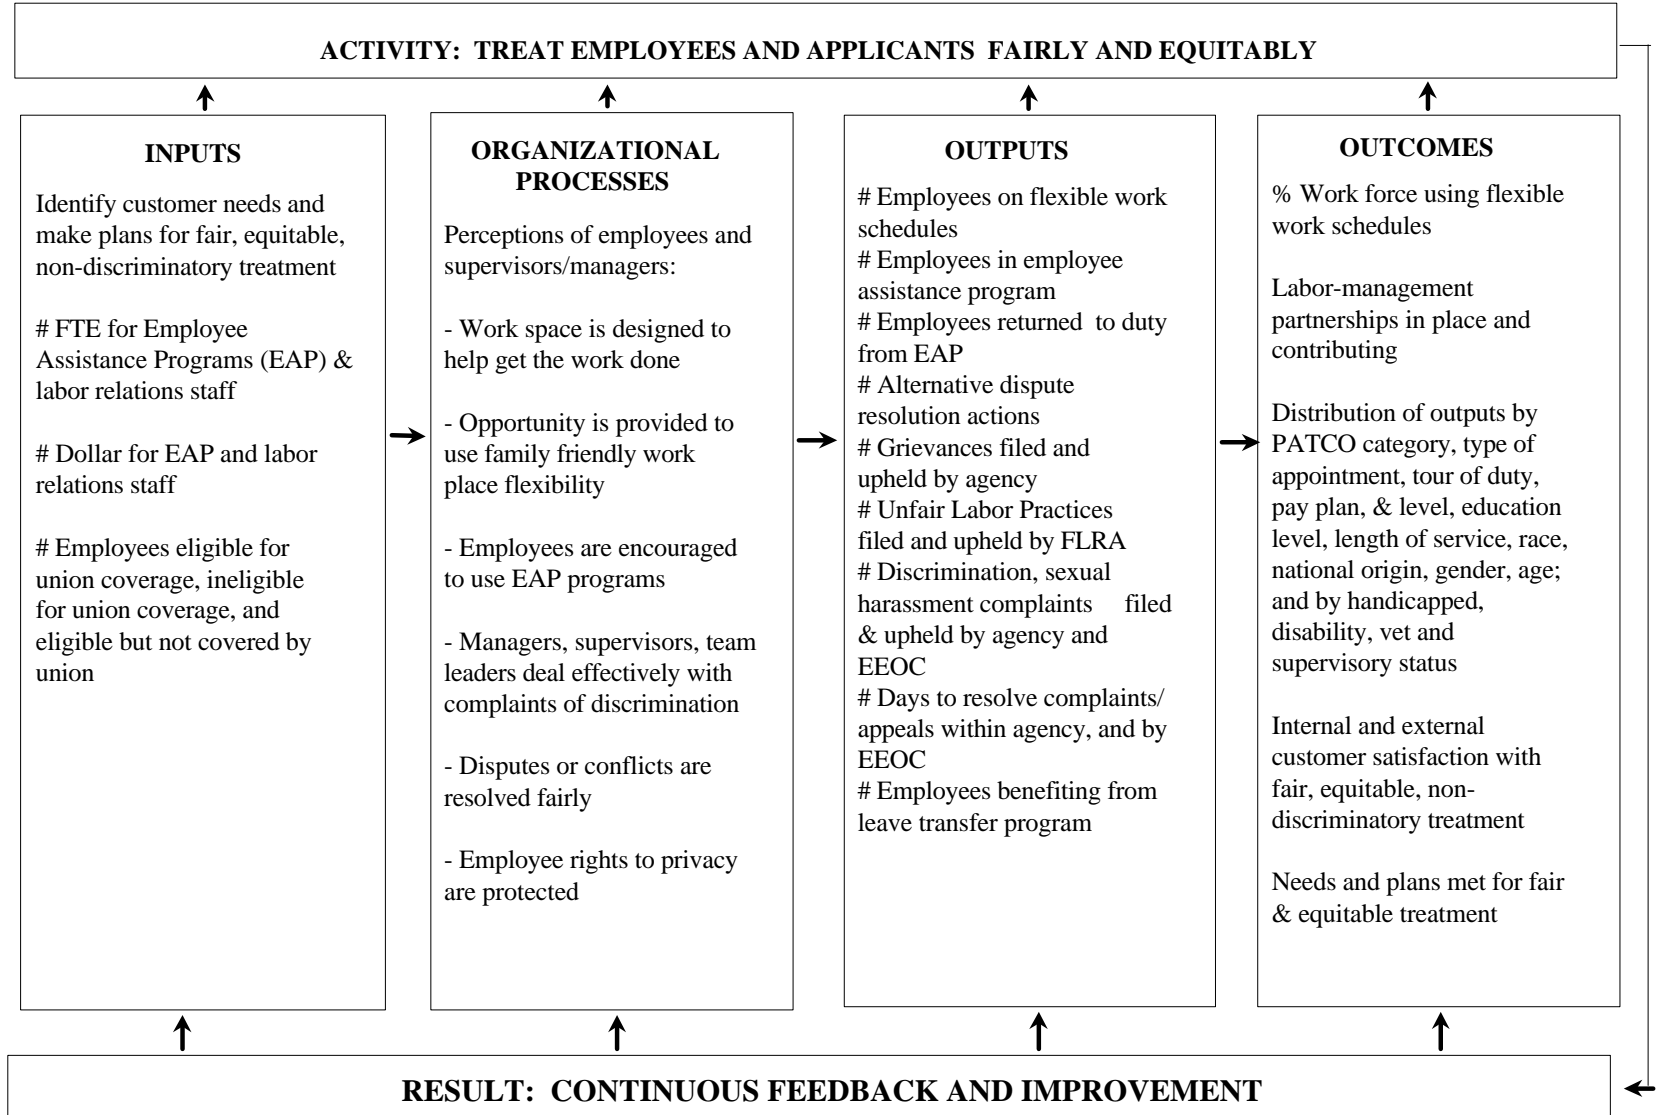 ACTIVITY: TREAT EMPLOYEES AND APPLICANTS FAIRLY AND EQUITABLY
INPUTS
Identify customer needs and
make plans for fair, equitable,
non-discriminatory treatment
# FTE for Employee
Assistance Programs (EAP) &
labor relations staff
# Dollar for EAP and labor
relations staff
# Employees eligible for
union coverage, ineligible
for union coverage, and
eligible but not covered by
union
ORGANIZATIONAL
PROCESSES
Perceptions of employees and
supervisors/managers:
- Work space is designed to
help get the work done
- Opportunity is provided to
use family friendly work
place flexibility
- Employees are encouraged
to use EAP programs
- Managers, supervisors, team
leaders deal effectively with
complaints of discrimination
- Disputes or conflicts are
resolved fairly
- Employee rights to privacy
are protected
OUTPUTS
# Employees on flexible work
schedules
# Employees in employee
assistance program
# Employees returned to duty
from EAP
# Alternative dispute
resolution actions
# Grievances filed and
upheld by agency
# Unfair Labor Practices
filed and upheld by FLRA
# Discrimination, sexual
harassment complaints filed
& upheld by agency and
EEOC
# Days to resolve complaints/
appeals within agency, and by
EEOC
# Employees benefiting from
leave transfer program
OUTCOMES
% Work force using flexible
work schedules
Labor-management
partnerships in place and
contributing
Distribution of outputs by
PATCO category, type of
appointment, tour of duty,
pay plan, & level, education
level, length of service, race,
national origin, gender, age;
and by handicapped,
disability, vet and
supervisory status
Internal and external
customer satisfaction with
fair, equitable, non-
discriminatory treatment
Needs and plans met for fair
& equitable treatment
RESULT: CONTINUOUS FEEDBACK AND IMPROVEMENT